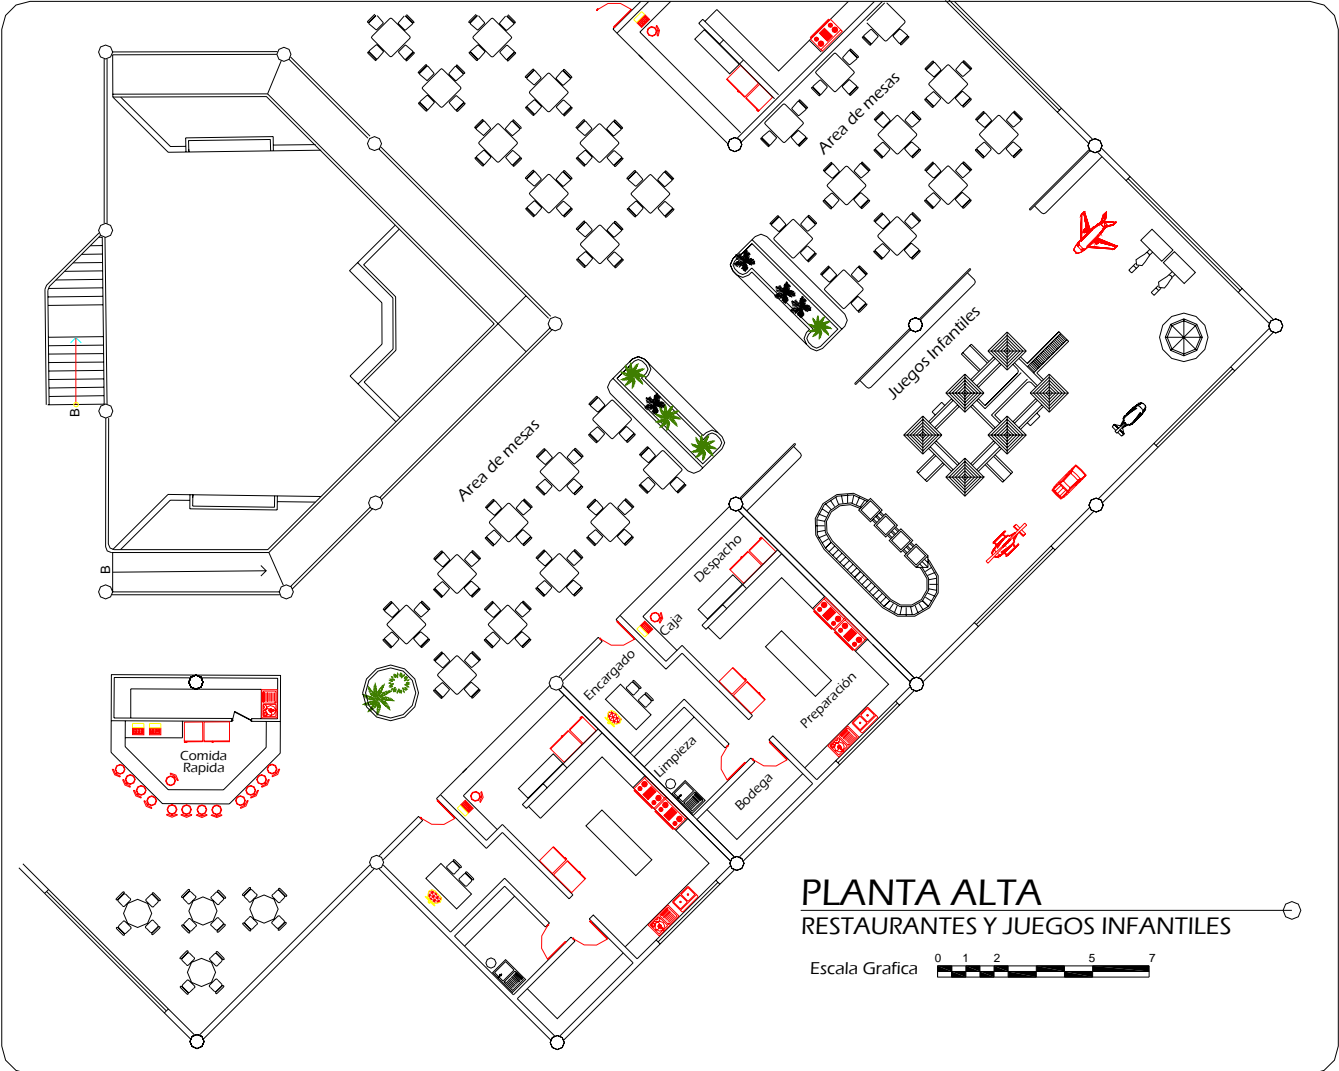 Area de mesas
Juegos Infantiles
Area de mesas
B
B
Despacho
Caja
Encargado
Preparación
Limpieza
Bodega
Comida
Rapida
PLANTA ALTA
RESTAURANTES Y JUEGOS INFANTILES
Escala Grafica 0 1 2 5 7